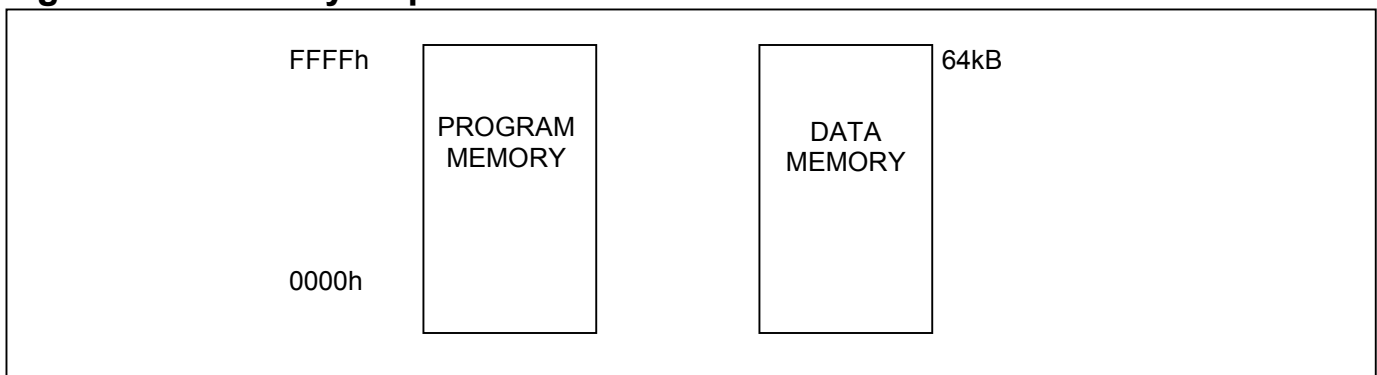 FFFFh
PROGRAM
MEMORY
0000h
DATA
MEMORY
64kB